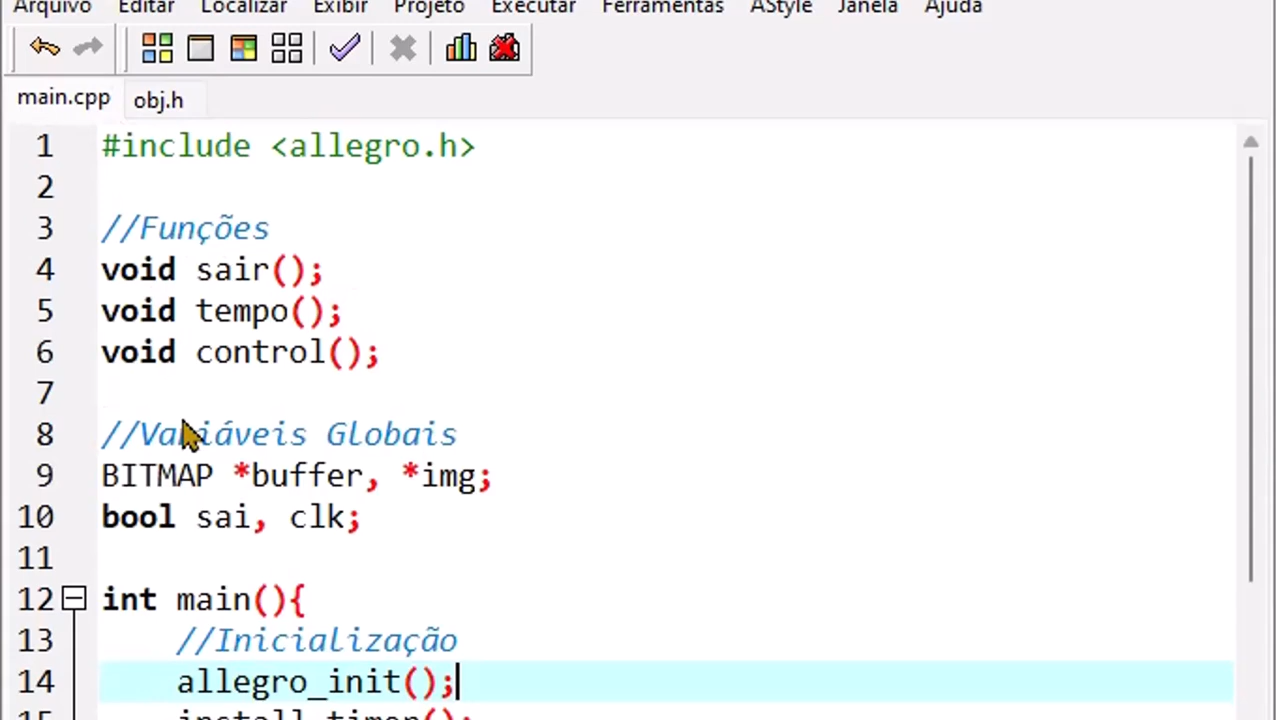 Arquivo Editar Localizar Exibir Projeto Executar Ferramentas AStyle Janela Ajuda
main.cpp obj.h
1 #include <allegro.h>
2
3 //Funções
4 void sair();
5 void tempo();
6 void control();
7
8 //Variáveis Globais
9 BITMAP *buffer, *img;
10 bool sai, clk;
11
12 int main(){
13 //Inicialização
14 allegro_init();
15 install_timer();